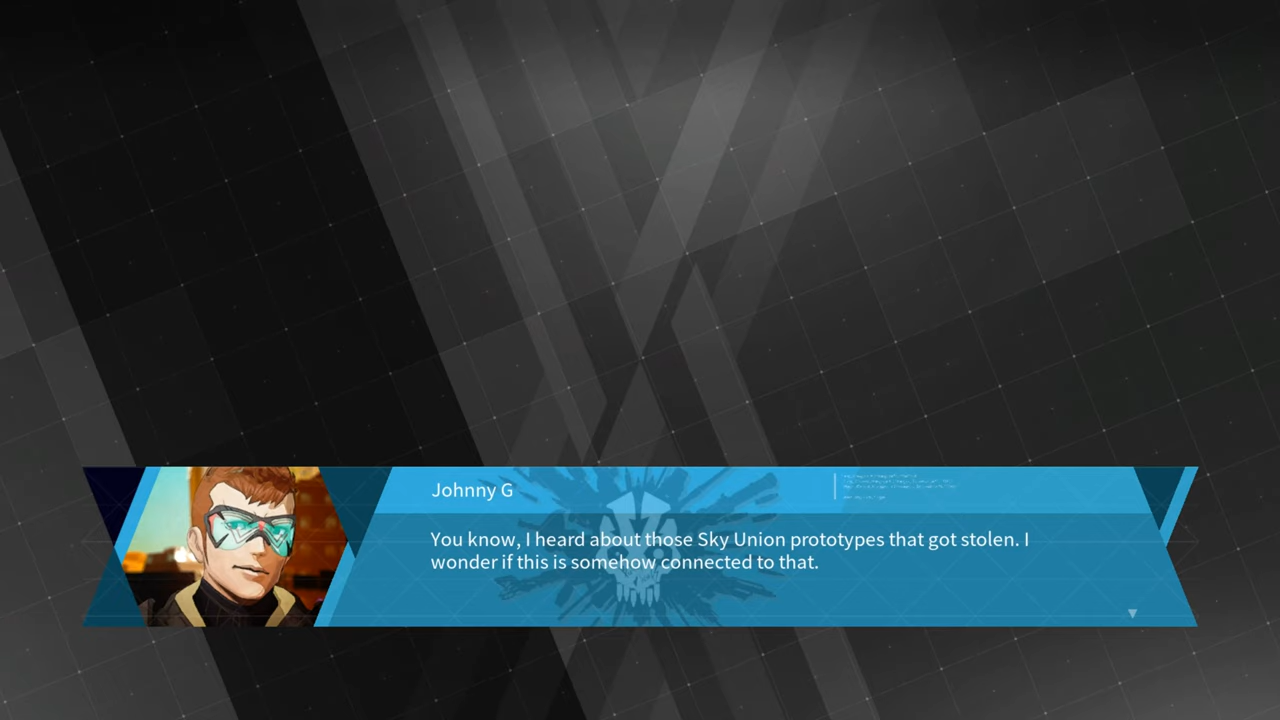 Johnny G
You know, I heard about those Sky Union prototypes that got stolen. I
wonder if this is somehow connected to that.